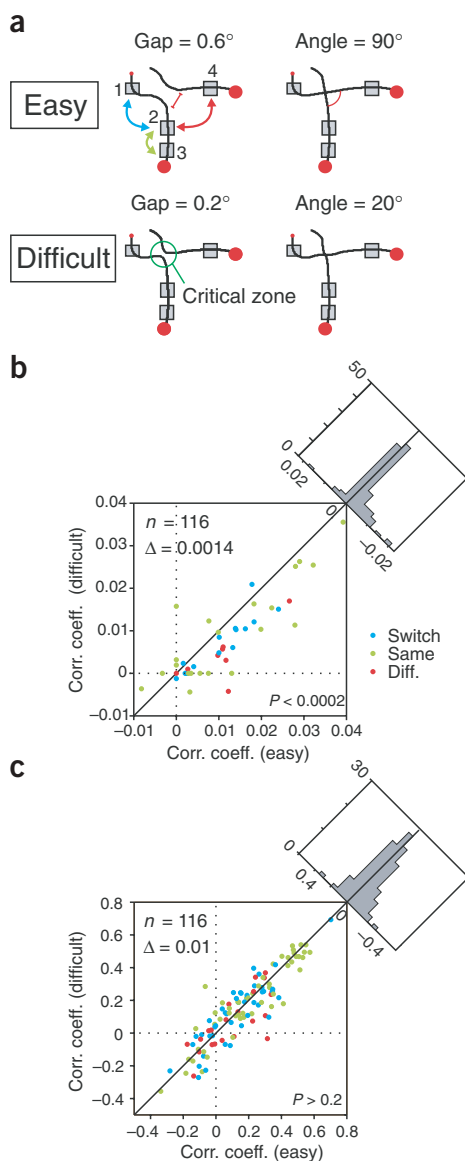 a
Gap = 0.6°
Angle = 90°
Easy
1
4
2
3
Gap = 0.2°
Angle = 20°
Difficult
Critical zone
b
50
0
0.02
0
−0.02
0.04
0.03
0.02
0.01
0
−0.01
Corr. coeff. (difficult)
n = 116
Δ = 0.0014
P < 0.0002
−0.01
0
0.01
0.02
0.03
0.04
Corr. coeff. (easy)
Switch
Same
Diff.
c
30
0
0.4
0
−0.4
0.8
0.6
0.4
0.2
0
−0.2
−0.4
Corr. coeff. (difficult)
n = 116
Δ = 0.01
P > 0.2
−0.4
−0.2
0
0.2
0.4
0.6
0.8
Corr. coeff. (easy)